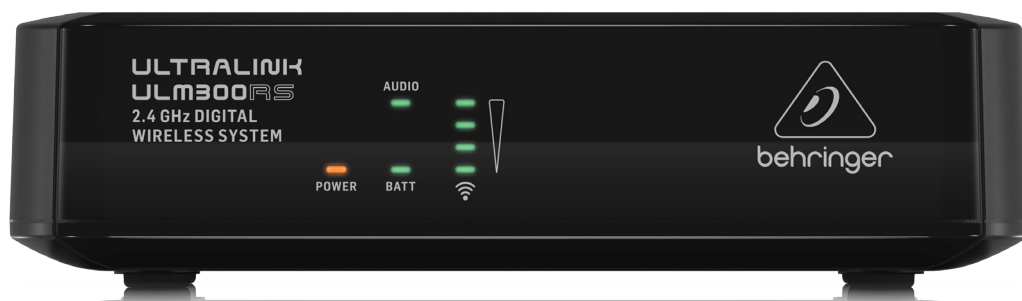 ULTRALINK
ULM300RS
2.4 GHz DIGITAL
WIRELESS SYSTEM
AUDIO
POWER
BATT
behringer